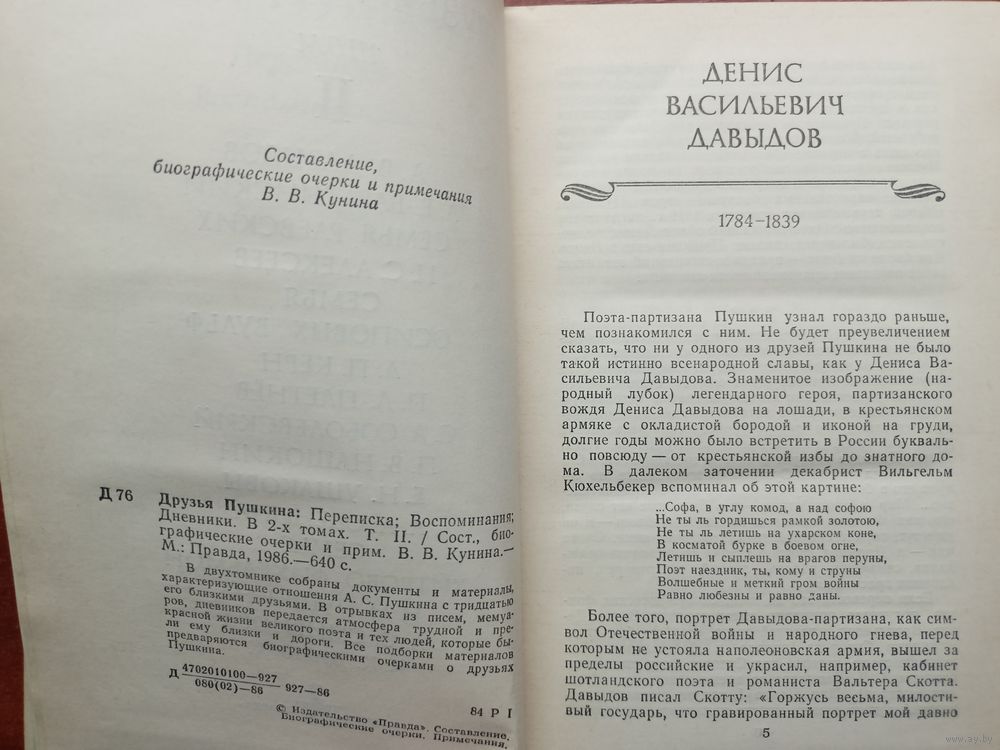 Составление,
биографические очерки и примечания
В. В. Кунина
Д 76
Друзья Пушкина: Переписка; Воспоминания;
Дневники. В 2-х томах. Т. II / Сост., био-
графические очерки и прим. В. В. Кунина.—
М.: Правда, 1986.—640 с.
В двухтомнике собраны документы и материалы,
характеризующие отношения А. С. Пушкина с тридцатью
его близкими друзьями. В отрывках из писем, мемуа-
ров, дневников передается атмосфера трудной и пре-
красной жизни великого поэта и тех людей, которые бы-
ли ему близки и дороги. Все подборки материалов
предваряются биографическими очерками о друзьях
Пушкина.
Д 4702010100—927
080(02)—86 927—86
84 Р 1
© Издательство «Правда». Составление.
Биографические очерки. Примечания.
ДЕНИС
ВАСИЛЬЕВИЧ
ДАВЫДОВ
1784—1839
Поэта-партизана Пушкин узнал гораздо раньше,
чем познакомился с ним. Не будет преувеличением
сказать, что ни у одного из друзей Пушкина не было
такой истинно всенародной славы, как у Дениса Ва-
сильевича Давыдова. Знаменитое изображение (на-
родный лубок) легендарного героя, партизанского
вождя Дениса Давыдова на лошади, в крестьянском
армяке с окладистой бородой и иконой на груди,
долгие годы можно было встретить в России букваль-
но повсюду — от крестьянской избы до знатного до-
ма. В далеком заточении декабрист Вильгельм
Кюхельбекер вспоминал об этой картине:
...Софа, в углу комод, а над софою
Не ты ль гордишься рамкой золотою,
Не ты ль летишь на ухарском коне,
В косматой бурке в боевом огне,
Летишь и сыплешь на врагов перуны,
Поэт наездник, ты, кому и струны
Волшебные и меткий гром войны
Равно любезны и равно даны.
Более того, портрет Давыдова-партизана, как сим-
вол Отечественной войны и народного гнева, перед
которым не устояла наполеоновская армия, вышел за
пределы российские и украсил, например, кабинет
шотландского поэта и романиста Вальтера Скотта.
Давыдов писал Скотту: «Горжусь весьма, милости-
вый государь, что гравированный портрет мой давно
5
www.ay.by